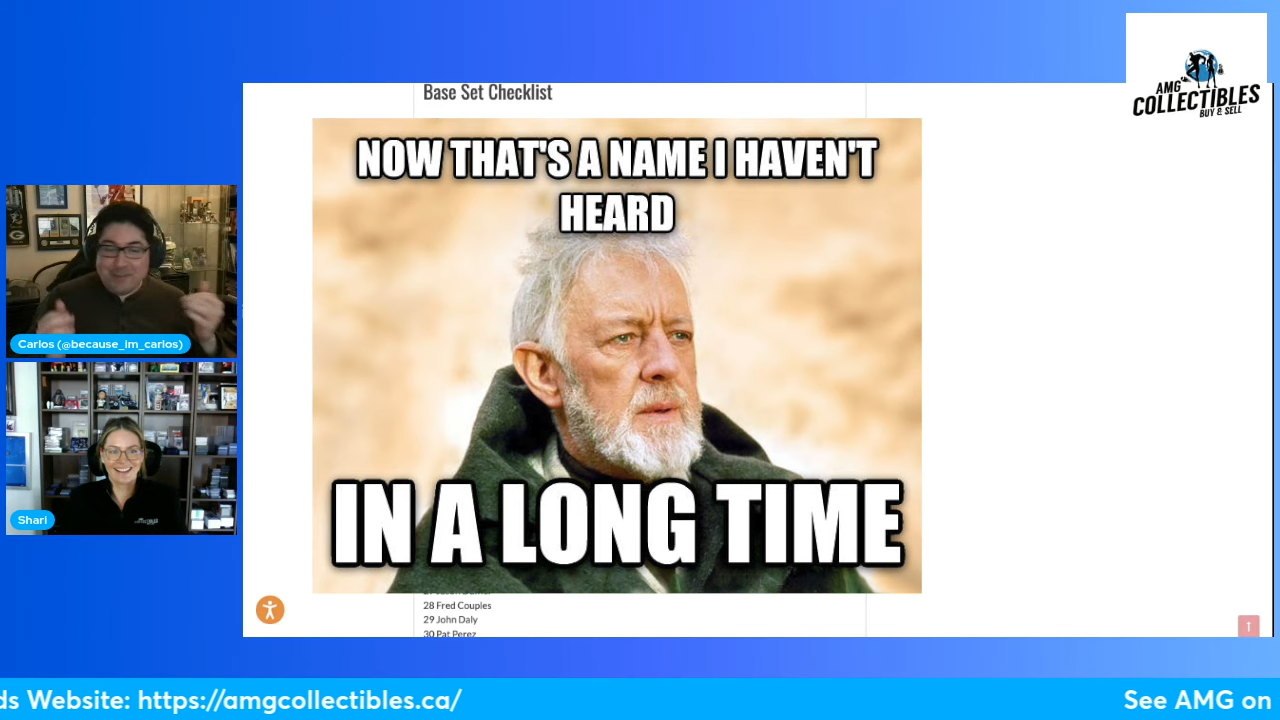 AMG
COLLECTIBLES
BUY & SELL
Base Set Checklist
NOW THAT'S A NAME I HAVEN'T
HEARD
IN A LONG TIME
28 Fred Couples
29 John Daly
30 Pat Perez
Carlos (@because_Im_carlos)
Shari
ds Website: https://amgcollectibles.ca/
See AMG on